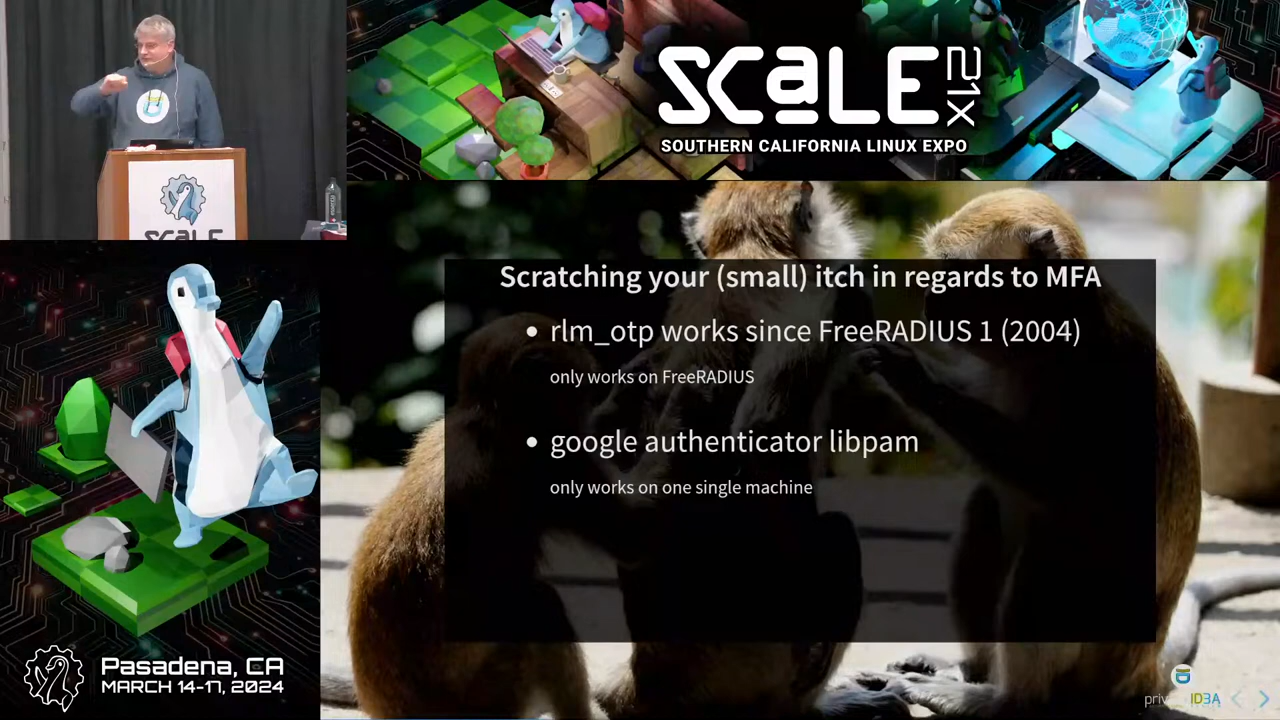 SCALE
SCaLE 21X
SOUTHERN CALIFORNIA LINUX EXPO
Scratching your (small) itch in regards to MFA
• rlm_otp works since FreeRADIUS 1 (2004)
only works on FreeRADIUS
• google authenticator libpam
only works on one single machine
Pasadena, CA
MARCH 14-17, 2024